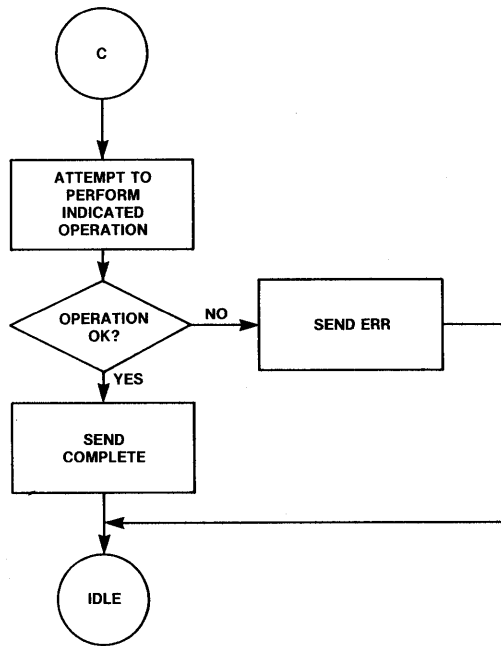 C
ATTEMPT TO
PERFORM
INDICATED
OPERATION
OPERATION
OK?
NO
SEND ERR
YES
SEND
COMPLETE
IDLE